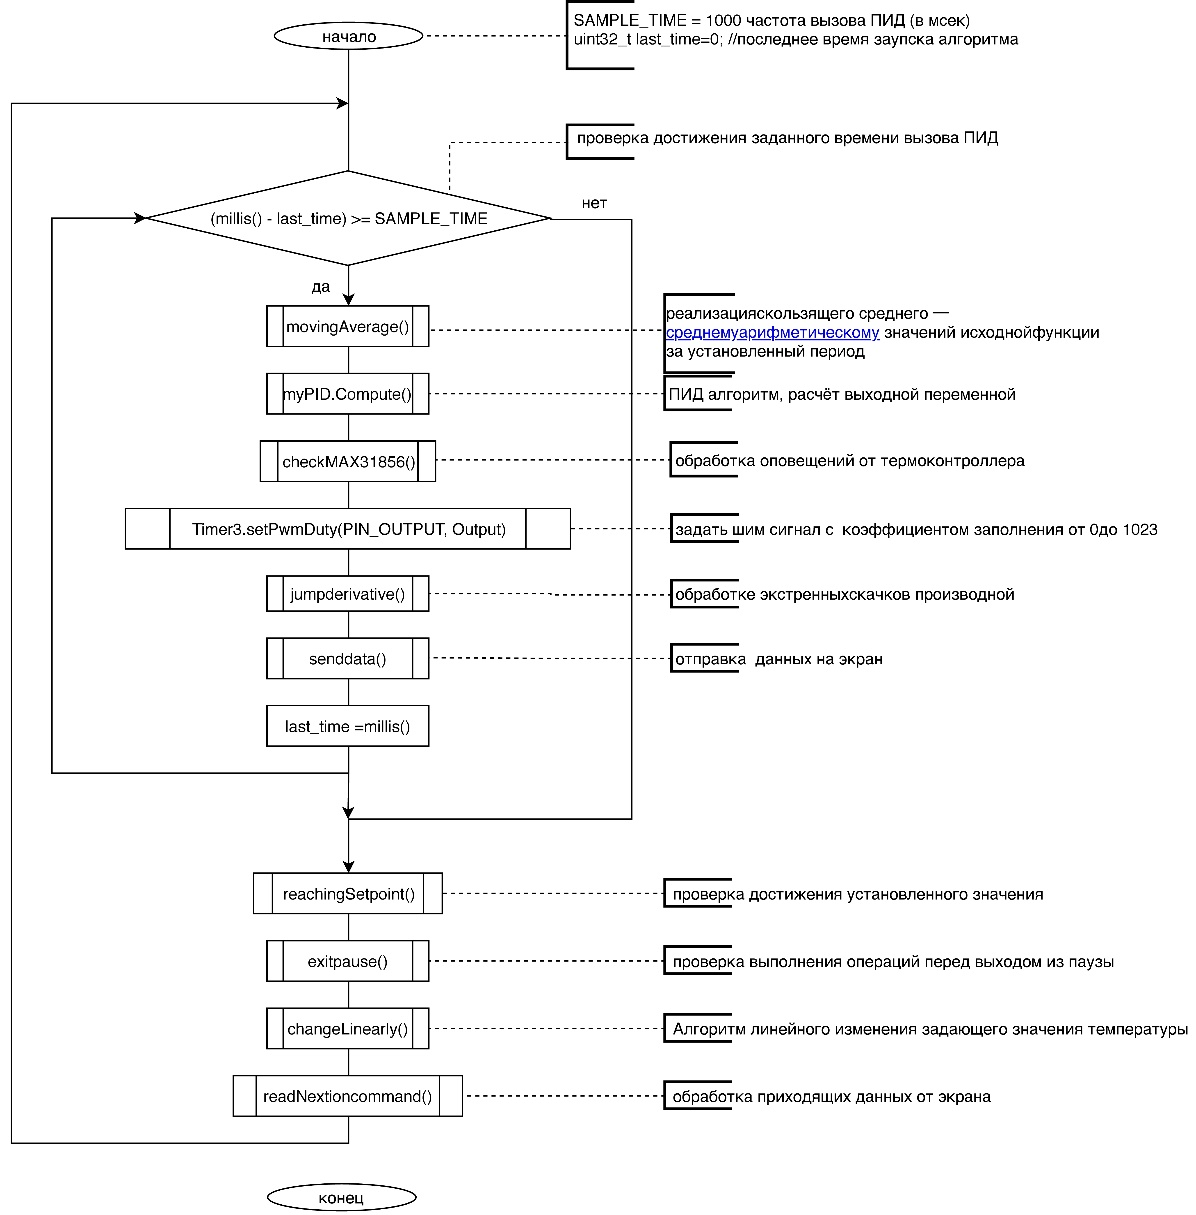 начало
SAMPLE_TIME = 1000 частота вызова ПИД (в мсек)
uint32_t last_time=0; //последнее время заупска алгоритма
проверка достижения заданного времени вызова ПИД
(millis() - last_time) >= SAMPLE_TIME
нет
да
movingAverage()
реализацияскользящего среднего —
среднемуарифметическому значений исходнойфункции
за установленный период
myPID.Compute()
ПИД алгоритм, расчёт выходной переменной
checkMAX31856()
обработка оповещений от термоконтроллера
Timer3.setPwmDuty(PIN_OUTPUT, Output)
задать шим сигнал с  коэффициентом заполнения от 0до 1023
jumpderivative()
обработке экстренныхскачков производной
senddata()
отправка  данных на экран
last_time =millis()
reachingSetpoint()
проверка достижения установленного значения
exitpause()
проверка выполнения операций перед выходом из паузы
changeLinearly()
Алгоритм линейного изменения задающего значения температуры
readNextioncommand()
обработка приходящих данных от экрана
конец